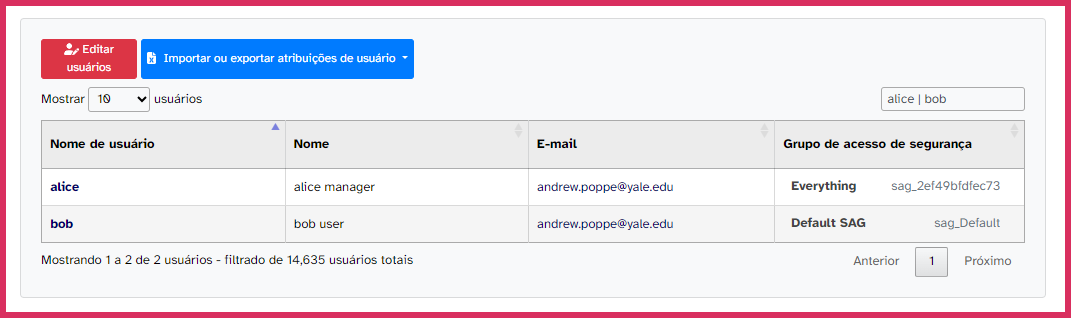 Editar
usuários
Importar ou exportar atribuições de usuário
Mostrar 10 usuários
alice | bob
Nome de usuário Nome E-mail Grupo de acesso de segurança
alice alice manager andrew.poppe@yale.edu Everything sag_2ef49bfdfec73
bob bob user andrew.poppe@yale.edu Default SAG sag_Default
Mostrando 1 a 2 de 2 usuários - filtrado de 14,635 usuários totais
Anterior 1 Próximo